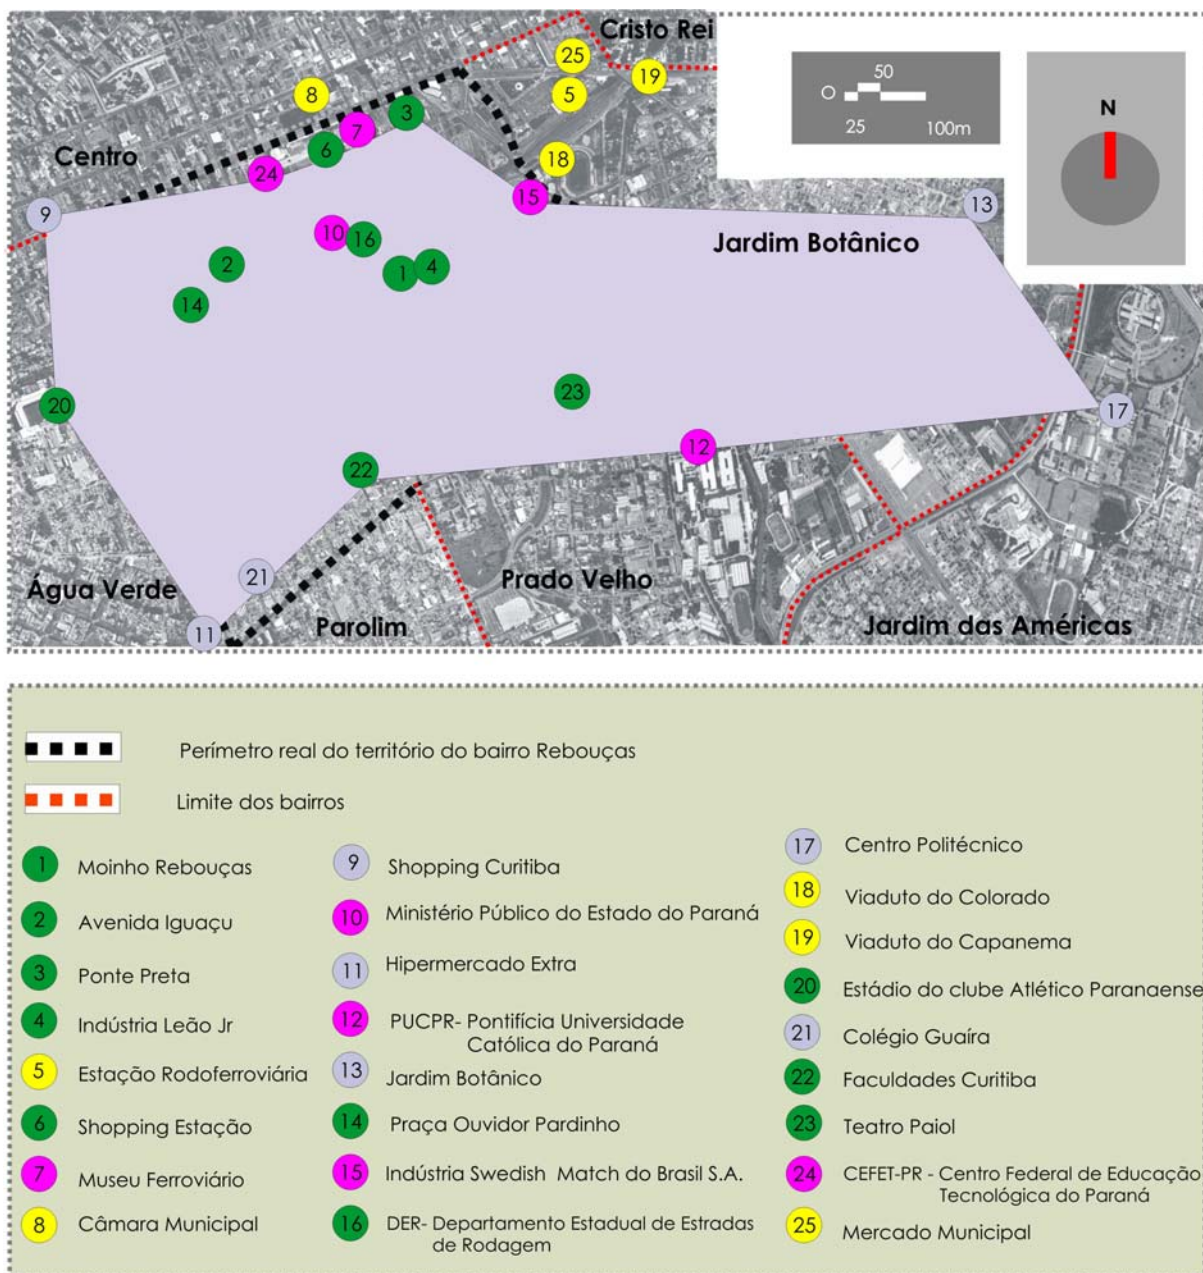 Cristo Rei
25
19
5
8
3
7
6
18
Centro
24
15
9
13
10
16
Jardim Botânico
2
1
4
14
20
23
17
12
22
21
Água Verde
Prado Velho
11
Parolim
Jardim das Américas
50
25
100m
N
Perímetro real do território do bairro Rebouças
Limite dos bairros
1 Moinho Rebouças
2 Avenida Iguaçu
3 Ponte Preta
4 Indústria Leão Jr
5 Estação Rodoferroviária
6 Shopping Estação
7 Museu Ferroviário
8 Câmara Municipal
9 Shopping Curitiba
10 Ministério Público do Estado do Paraná
11 Hipermercado Extra
12 PUCPR- Pontifícia Universidade
Católica do Paraná
13 Jardim Botânico
14 Praça Ouvidor Pardinho
15 Indústria Swedish Match do Brasil S.A.
16 DER- Departamento Estadual de Estradas
de Rodagem
17 Centro Politécnico
18 Viaduto do Colorado
19 Viaduto do Capanema
20 Estádio do clube Atlético Paranaense
21 Colégio Guaíra
22 Faculdades Curitiba
23 Teatro Paiol
24 CEFET-PR - Centro Federal de Educação
Tecnológica do Paraná
25 Mercado Municipal